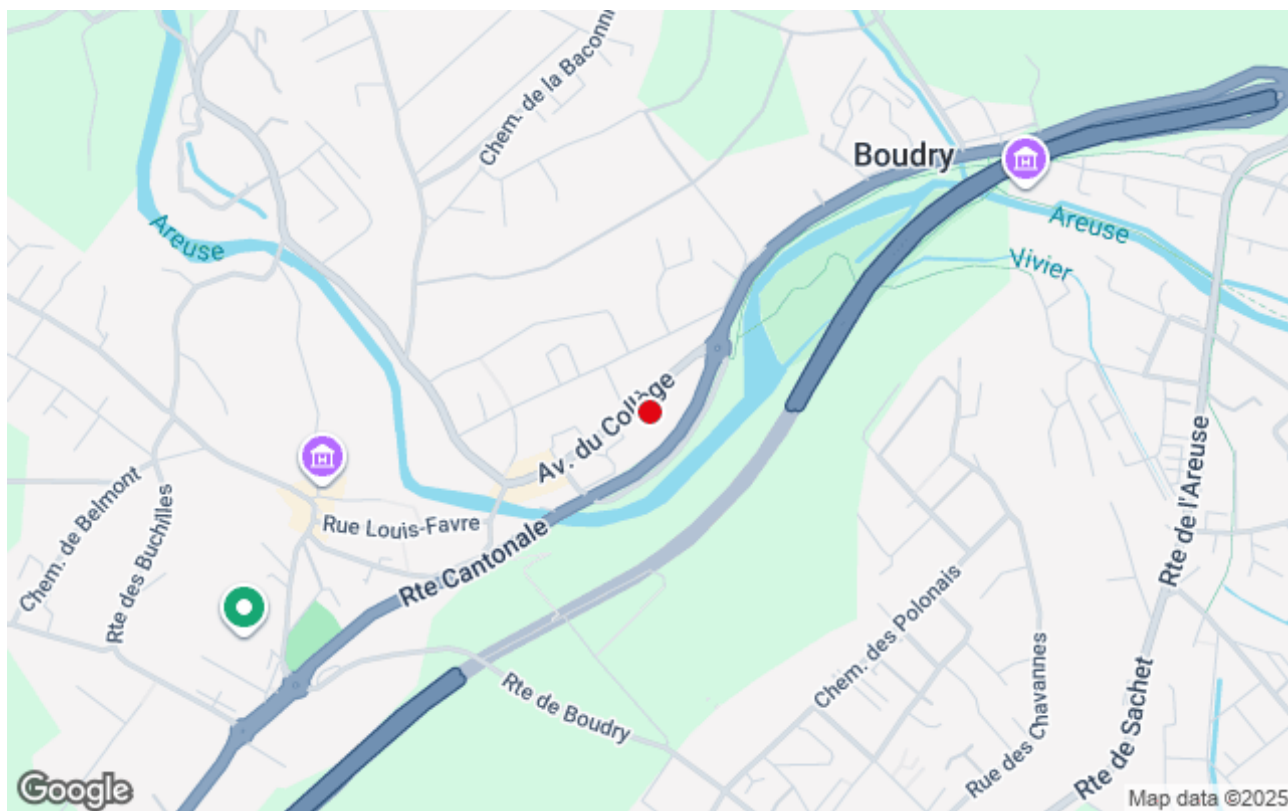 Chem. de la Baconni
Boudry
Areuse
Areuse
Vivier
Av. du Collège
Rte de l'Areuse
Chem. de Belmont
Rte des Buchilles
Rue Louis-Favre
Rte Cantonale
Chem. des Polonais
Rte de Boudry
Rue des Chavannes
Rte de Sachet
Google
Map data ©2025